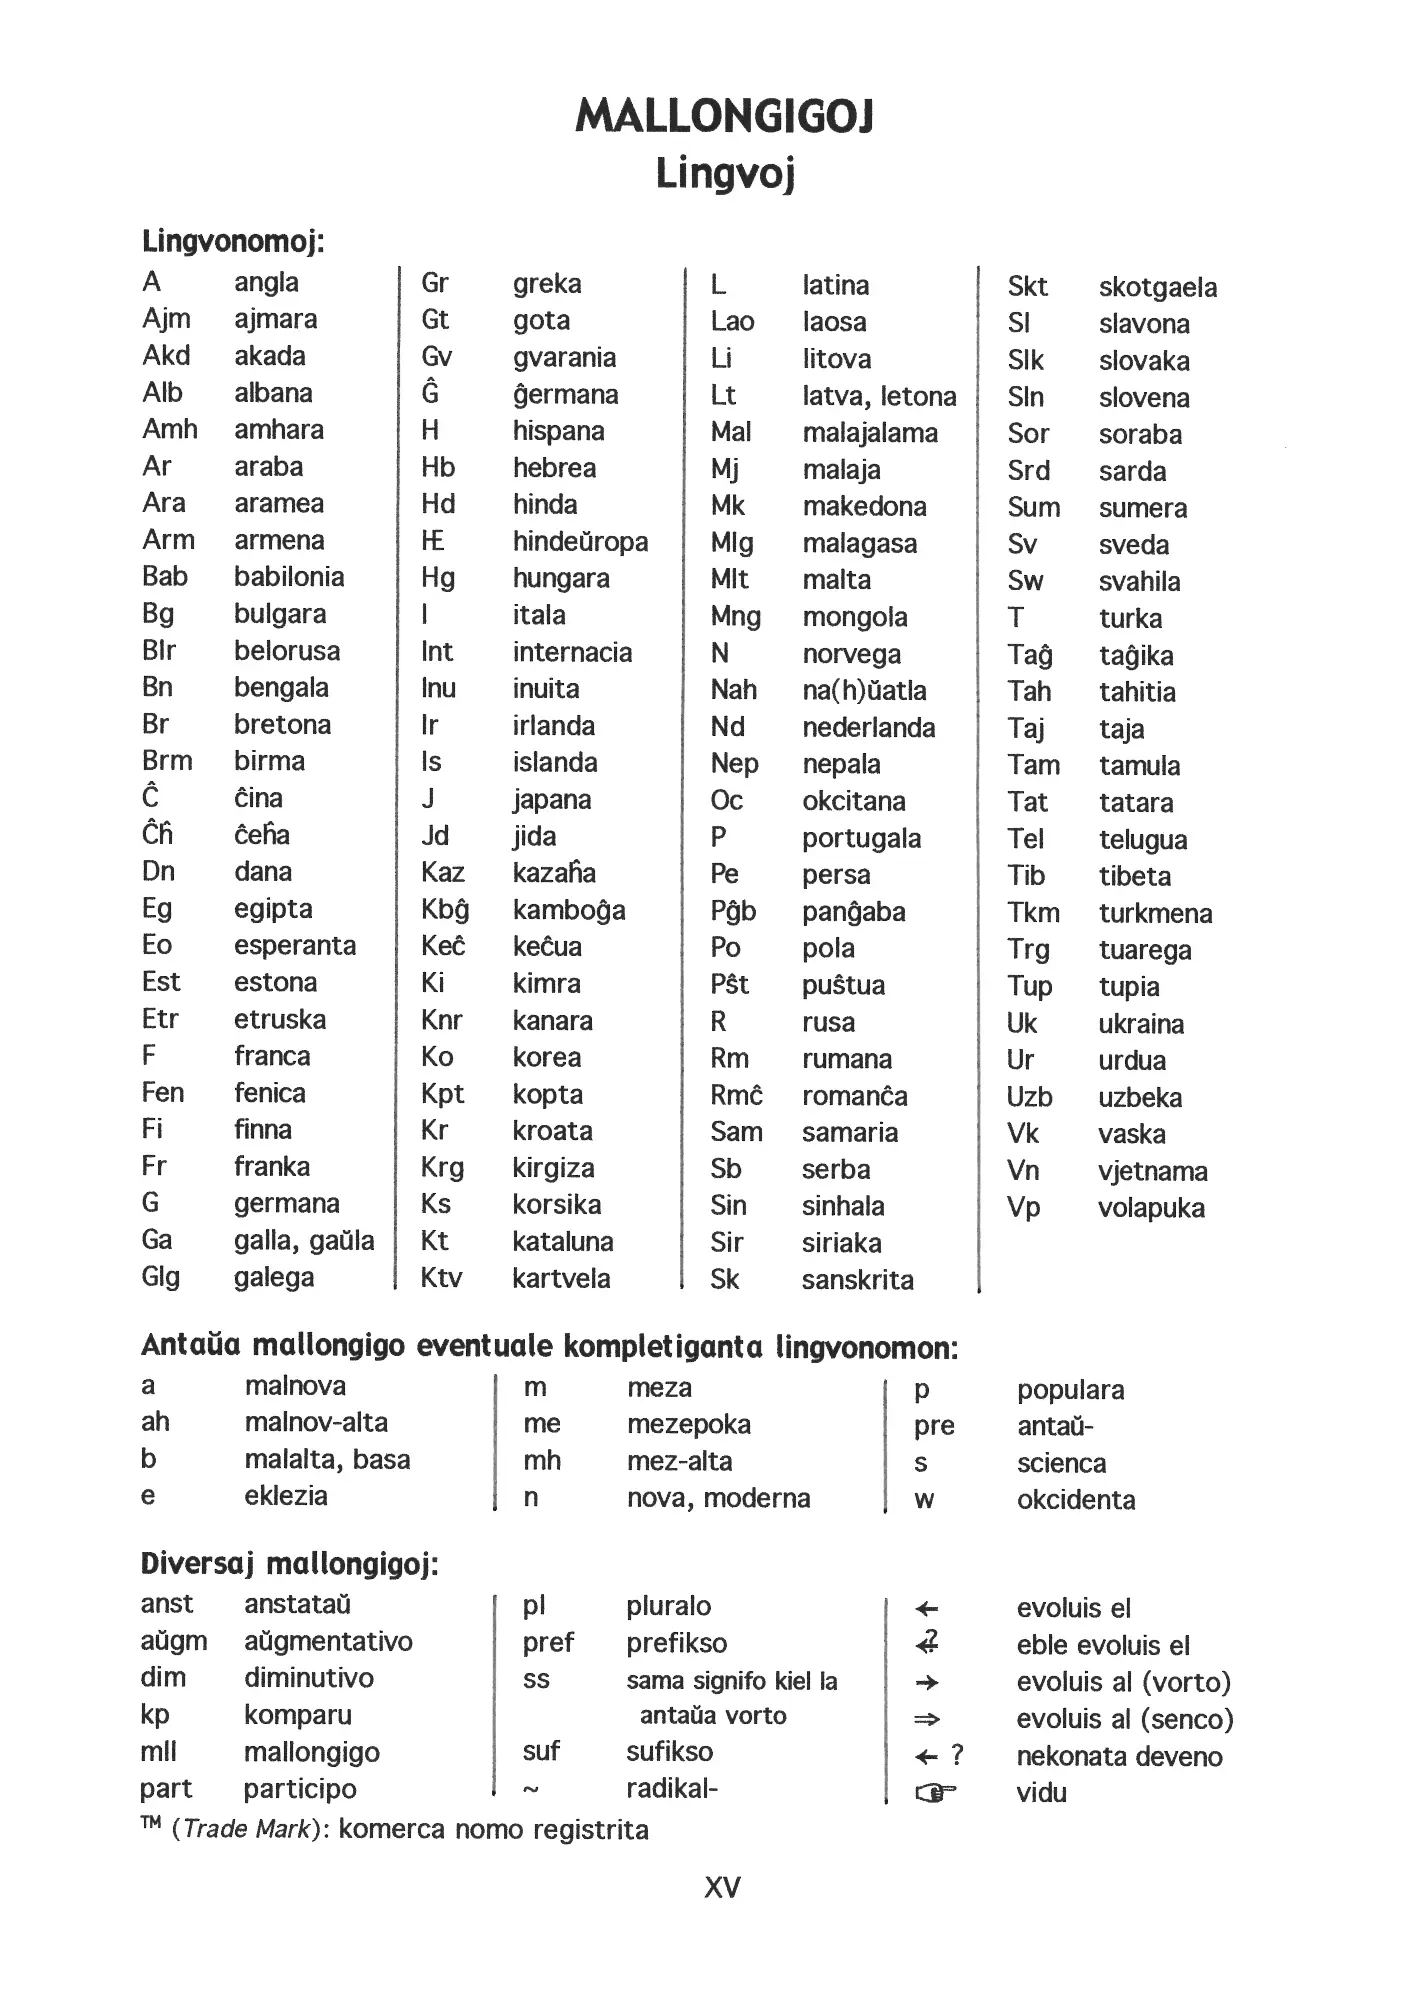 MALLONGIGOJ
Lingvoj
Lingvonomoj:
A angla
Ajm ajmara
Akd akada
Alb albana
Amh amhara
Ar araba
Ara aramea
Arm armena
Bab babilonia
Bg bulgara
Blr belorusa
Bn bengala
Br bretona
Brm birma
Ĉ ĉina
Ĉĥ ĉeĥa
Dn dana
Eg egipta
Eo esperanta
Est estona
Etr etruska
F franca
Fen fenica
Fi finna
Fr franka
G germana
Ga galla, gaŭla
Glg galega
Gr greka
Gt gota
Gv gvarania
Ĝ ĝermana
H hispana
Hb hebrea
Hd hinda
HE hindeŭropa
Hg hungara
I itala
Int internacia
Inu inuita
Ir irlanda
Is islanda
J japana
Jd jida
Kaz kazaĥa
Kbĝ kamboĝa
Keĉ keĉua
Ki kimra
Knr kanara
Ko korea
Kpt kopta
Kr kroata
Krg kirgiza
Ks korsika
Kt kataluna
Ktv kartvela
L latina
Lao laosa
Li litova
Lt latva, letona
Mal malajalama
Mj malaja
Mk makedona
Mlg malagasa
Mlt malta
Mng mongola
N norvega
Nah na(h)ŭatla
Nd nederlanda
Nep nepala
Oc okcitana
P portugala
Pe persa
Pĝb panĝaba
Po pola
Pŝt puŝtua
R rusa
Rm rumana
Rmĉ romanĉa
Sam samaria
Sb serba
Sin sinhala
Sir siriaka
Sk sanskrita
Skt skotgaela
Sl slavona
Slk slovaka
Sln slovena
Sor soraba
Srd sarda
Sum sumera
Sv sveda
Sw svahila
T turka
Taĝ taĝika
Tah tahitia
Taj taja
Tam tamula
Tat tatara
Tel telugua
Tib tibeta
Tkm turkmena
Trg tuarega
Tup tupia
Uk ukraina
Ur urdua
Uzb uzbeka
Vk vaska
Vn vjetnama
Vp volapuka
Antaŭa mallongigo eventuale kompletiganta lingvonomon:
a malnova
ah malnov-alta
b malalta, basa
e eklezia
m meza
me mezepoka
mh mez-alta
n nova, moderna
p populara
pre antaŭ-
s scienca
w okcidenta
Diversaj mallongigoj:
anst anstataŭ
aŭgm aŭgmentativo
dim diminutivo
kp komparu
mll mallongigo
part participo
pl pluralo
pref prefikso
ss sama signifo kiel la
antaŭa vorto
suf sufikso
~ radikal-
← evoluis el
←? eble evoluis el
→ evoluis al (vorto)
⇒ evoluis al (senco)
← ? nekonata deveno
☞ vidu
™ (Trade Mark): komerca nomo registrita
XV